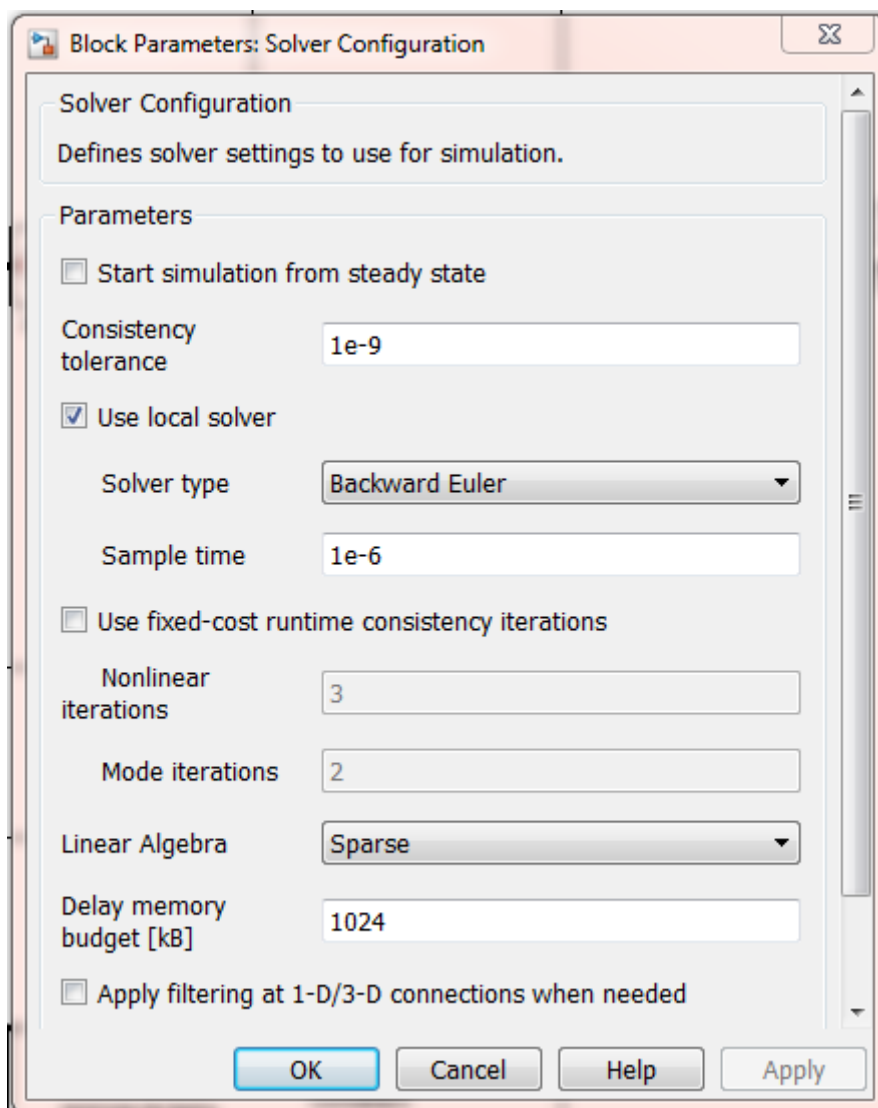 Block Parameters: Solver Configuration
Solver Configuration
Defines solver settings to use for simulation.
Parameters
Start simulation from steady state
Consistency
tolerance
1e-9
Use local solver
Solver type
Backward Euler
Sample time
1e-6
Use fixed-cost runtime consistency iterations
Nonlinear
iterations
3
Mode iterations
2
Linear Algebra
Sparse
Delay memory
budget [kB]
1024
Apply filtering at 1-D/3-D connections when needed
OK
Cancel
Help
Apply